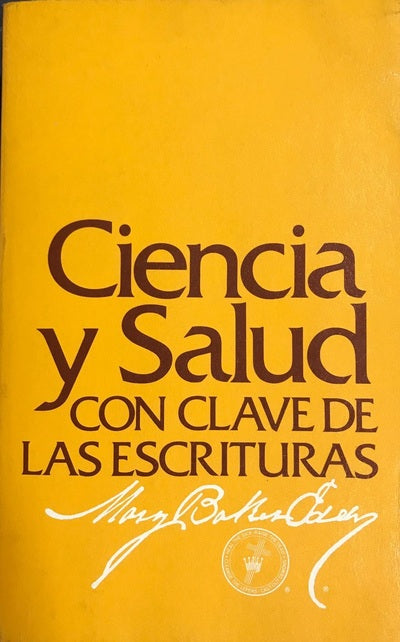 Ciencia
y Salud
CON CLAVE DE
LAS ESCRITURAS
Mary Baker Eddy
® ®